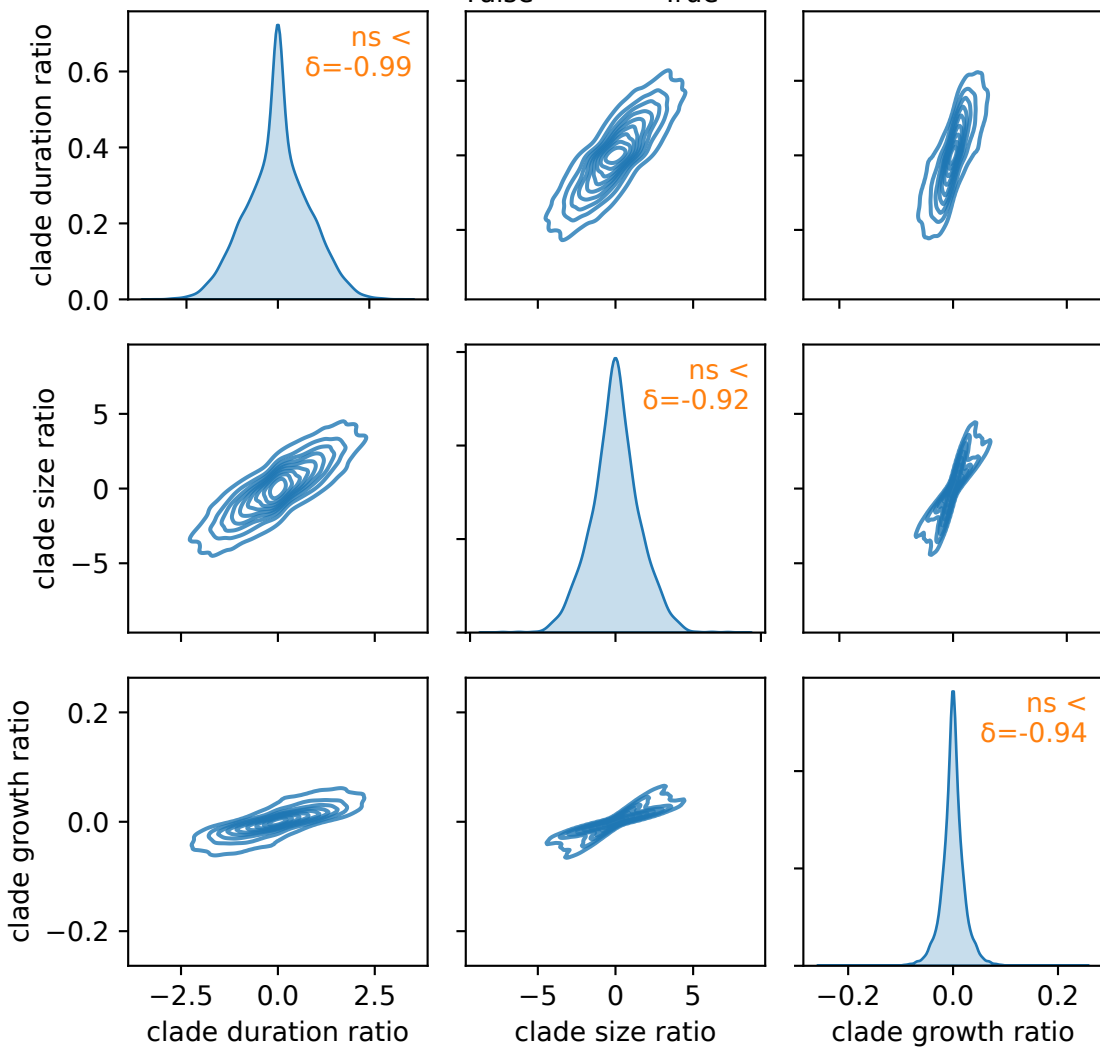 True
clade duration ratio
0.6
0.4
0.2
0.0
ns <
δ=-0.99
clade size ratio
5
0
−5
ns <
δ=-0.92
clade growth ratio
0.2
0.0
−0.2
ns <
δ=-0.94
−2.5 0.0 2.5
−5 0 5
−0.2 0.0 0.2
clade duration ratio
clade size ratio
clade growth ratio